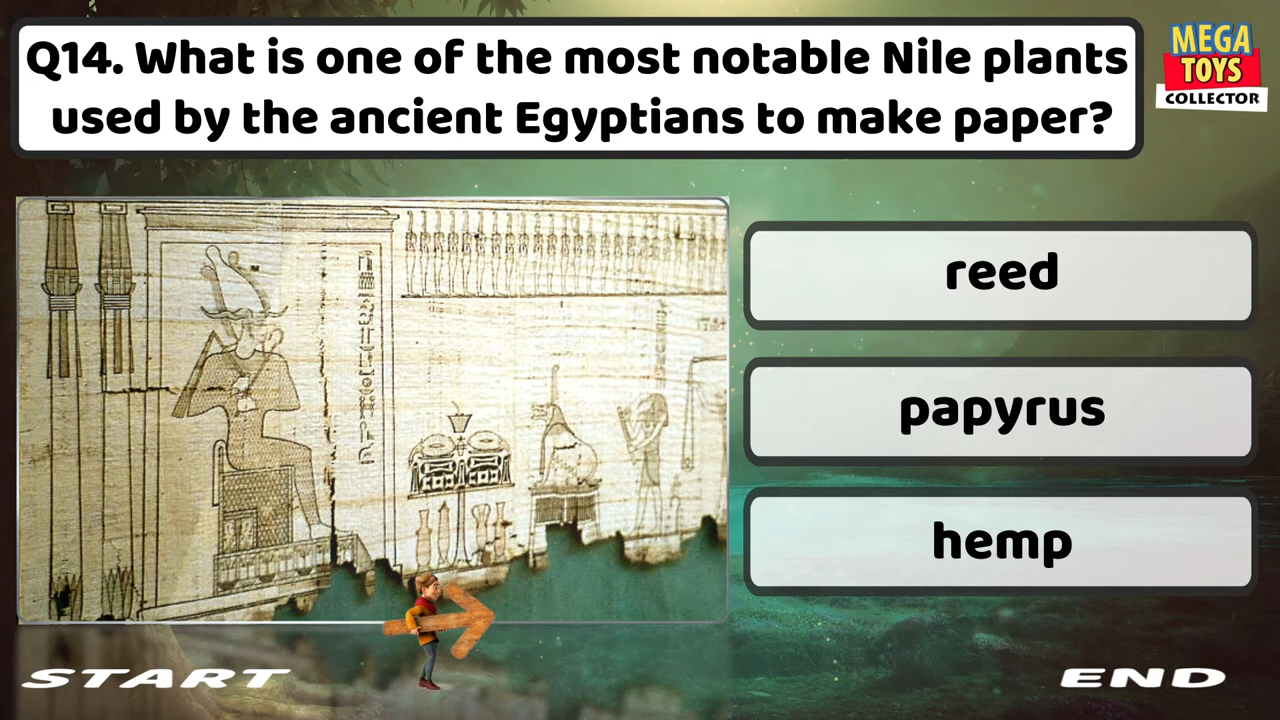 Q14. What is one of the most notable Nile plants
used by the ancient Egyptians to make paper?
MEGA
TOYS
COLLECTOR
reed
papyrus
hemp
START
END